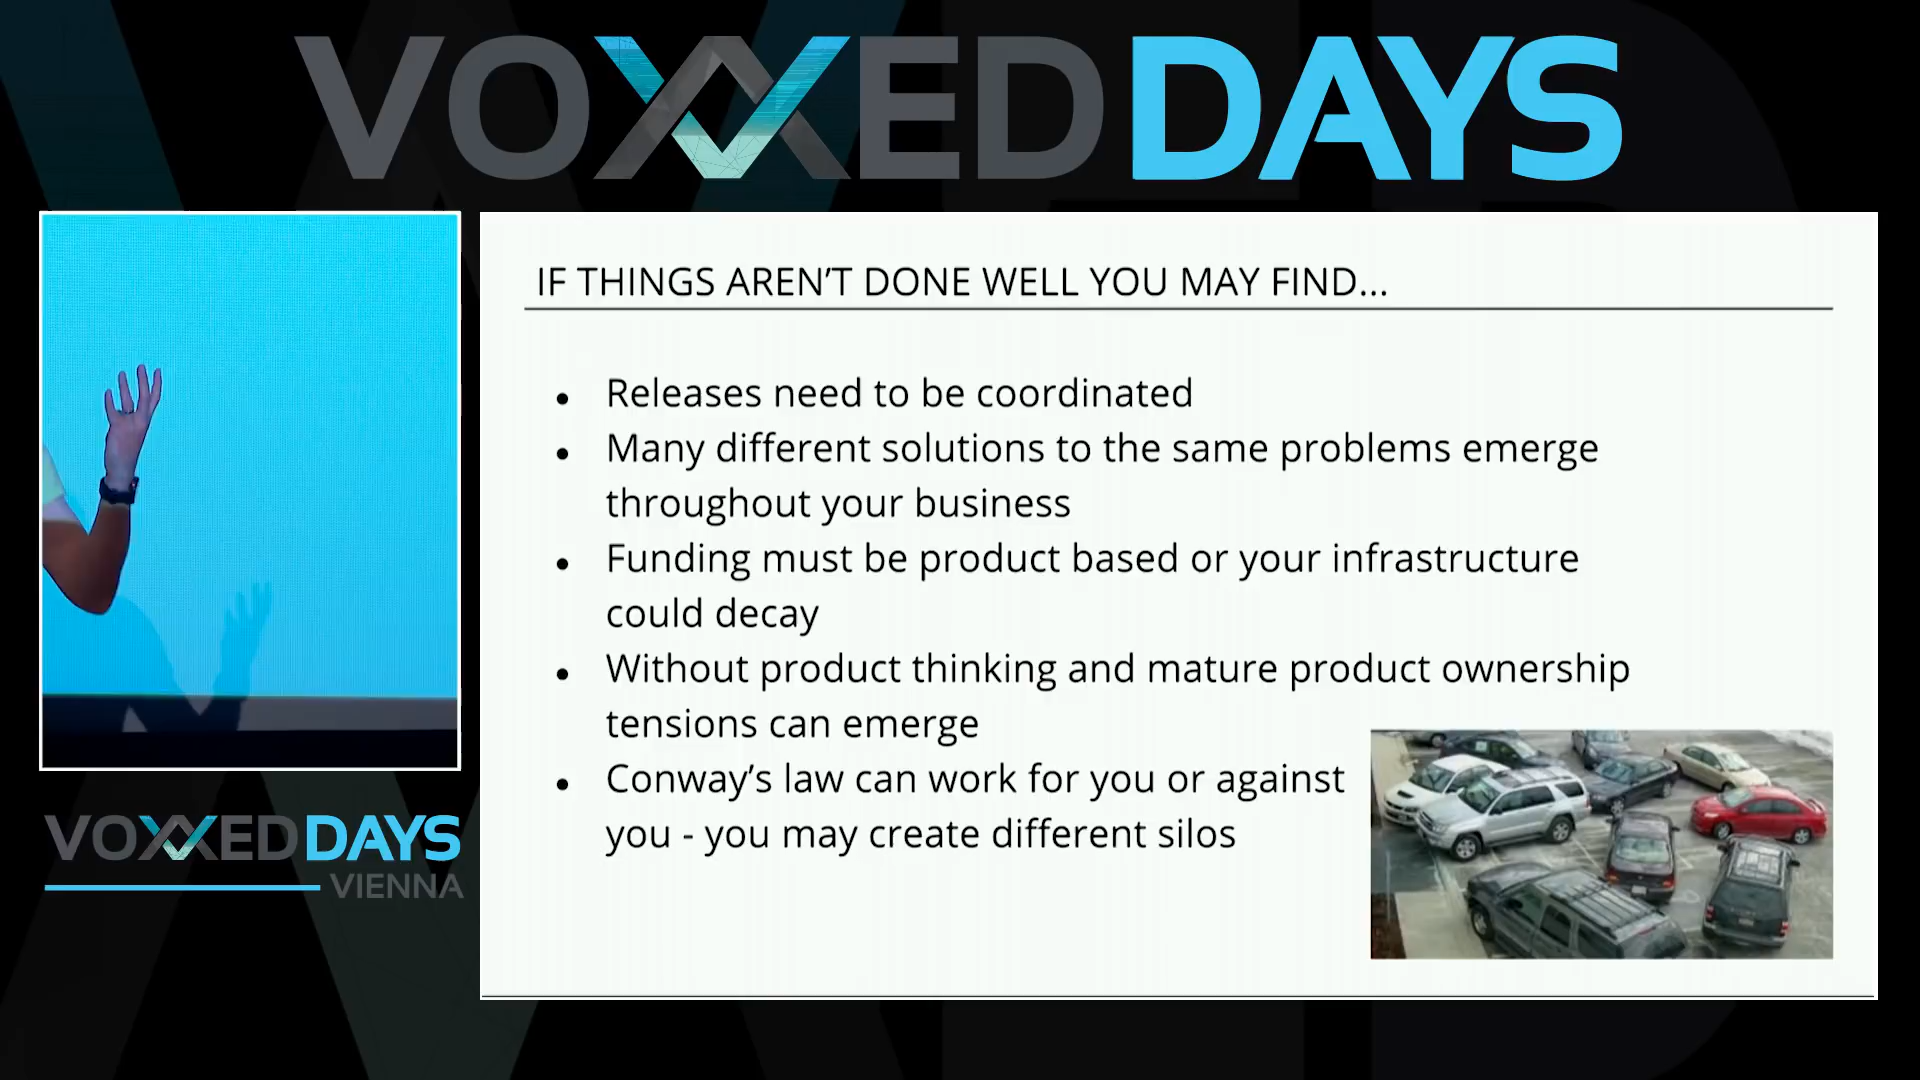 VOXXED DAYS
IF THINGS AREN'T DONE WELL YOU MAY FIND...
• Releases need to be coordinated
• Many different solutions to the same problems emerge
throughout your business
• Funding must be product based or your infrastructure
could decay
• Without product thinking and mature product ownership
tensions can emerge
• Conway's law can work for you or against
you - you may create different silos
VOXXED DAYS
VIENNA